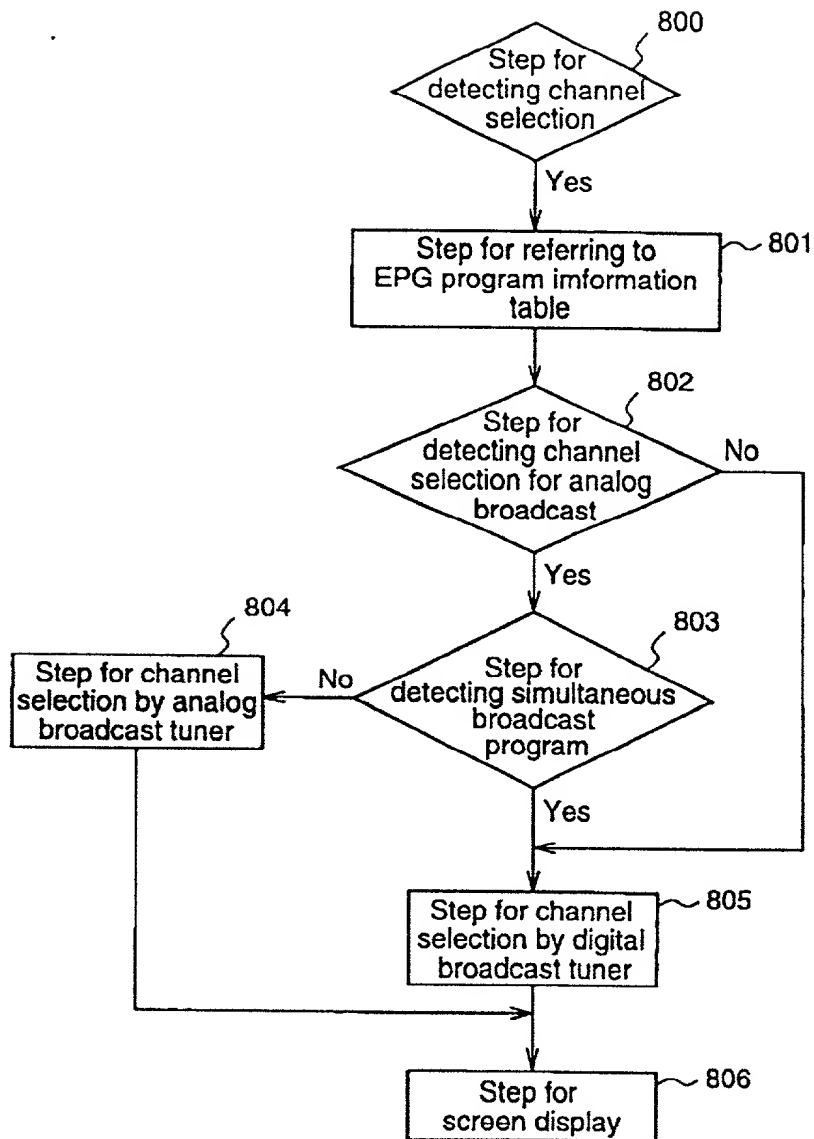 800
Step for
detecting channel
selection
Yes
Step for referring to
EPG program imformation
table
801
802
Step for
detecting channel
selection for analog
broadcast
No
Yes
804
Step for channel
selection by analog
broadcast tuner
No
803
Step for
detecting simultaneous
broadcast
program
Yes
Step for channel
selection by digital
broadcast tuner
805
Step for
screen display
806